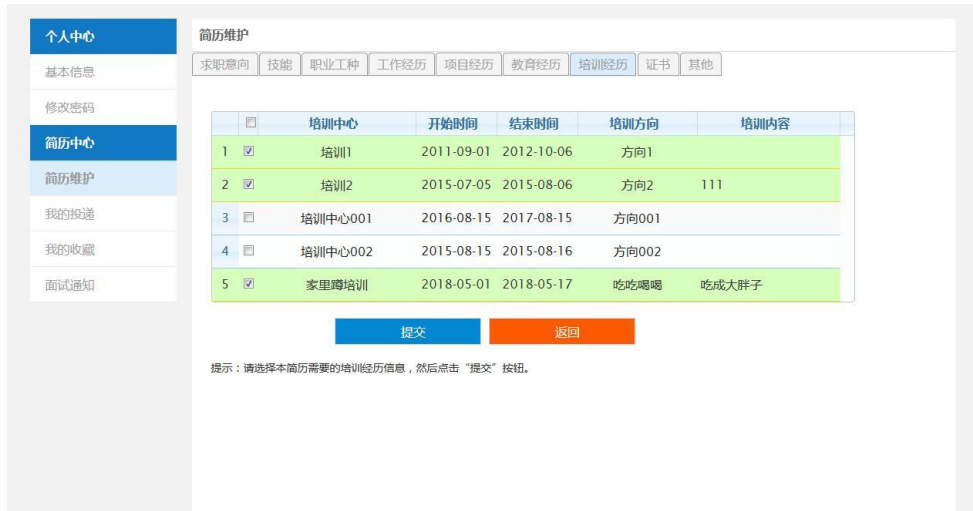 个人中心
基本信息
修改密码
简历中心
简历维护
我的投递
我的收藏
面试通知
简历维护
求职意向 技能 职业工种 工作经历 项目经历 教育经历 培训经历 证书 其他
培训中心 开始时间 结束时间 培训方向 培训内容
1 培训1 2011-09-01 2012-10-06 方向1
2 培训2 2015-07-05 2015-08-06 方向2 111
3 培训中心001 2016-08-15 2017-08-15 方向001
4 培训中心002 2015-08-15 2015-08-16 方向002
5 家里蹲培训 2018-05-01 2018-05-17 吃吃喝喝 吃成大胖子
提交 返回
提示：请选择本简历需要的培训经历信息，然后点击“提交”按钮。